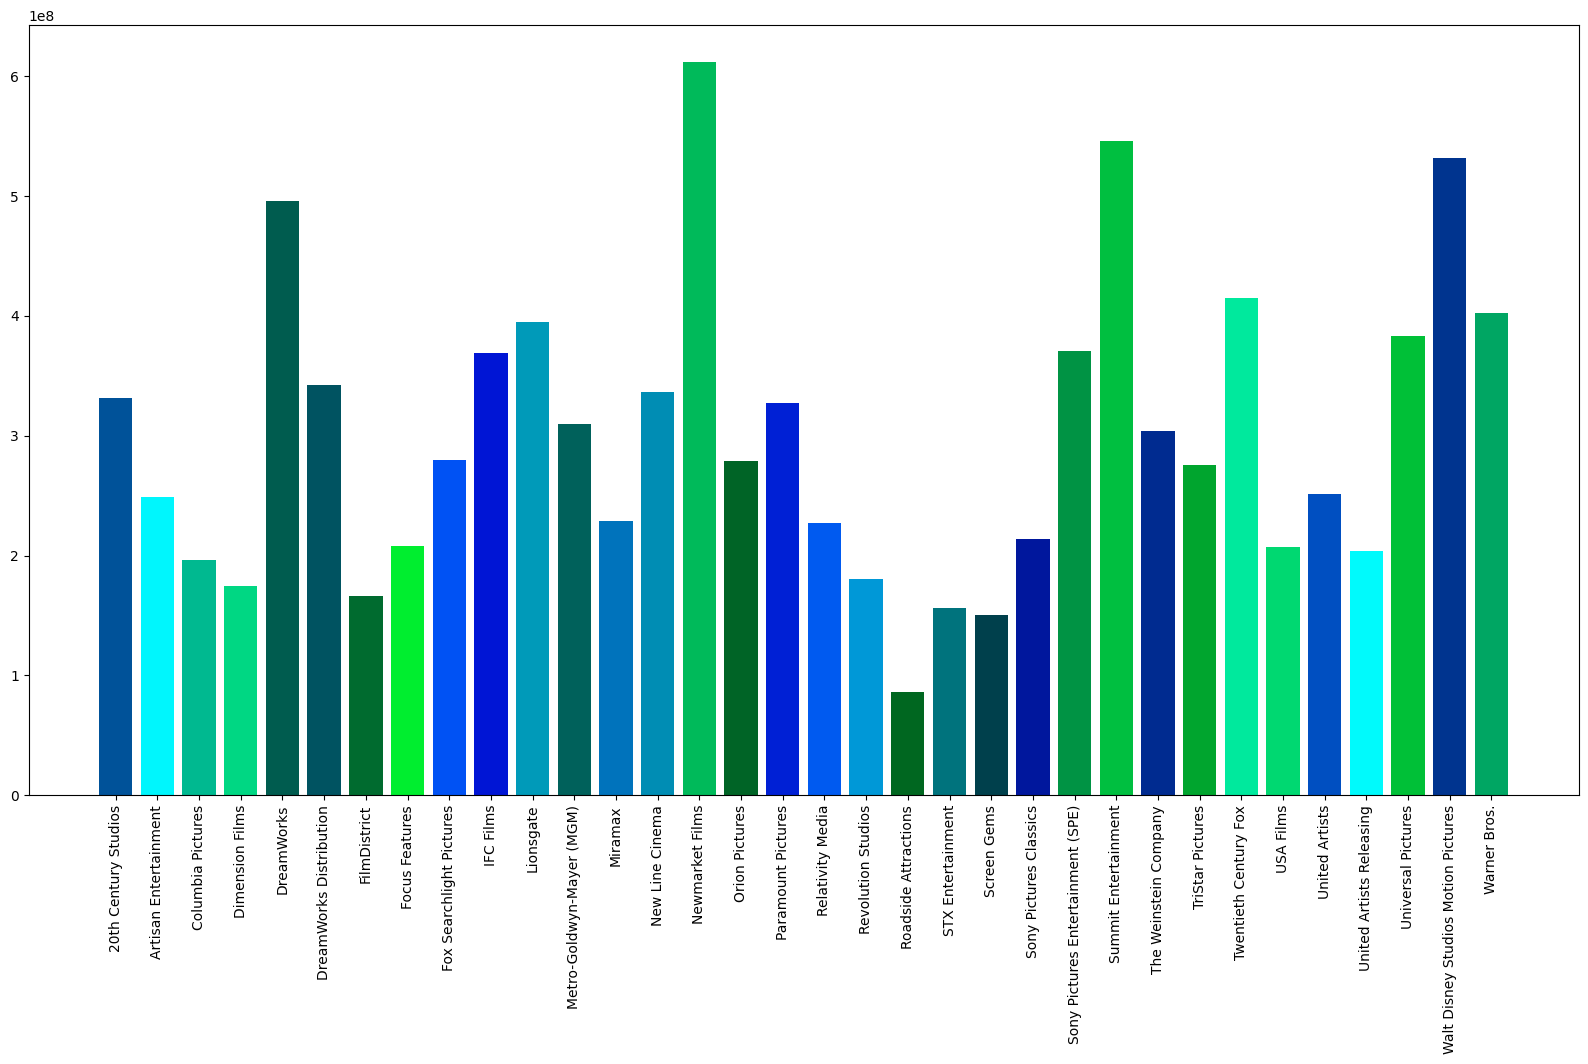 1e8
6
5
4
3
2
1
0
20th Century Studios
Artisan Entertainment
Columbia Pictures
Dimension Films
DreamWorks
DreamWorks Distribution
FilmDistrict
Focus Features
Fox Searchlight Pictures
IFC Films
Lionsgate
Metro-Goldwyn-Mayer (MGM)
Miramax
New Line Cinema
Newmarket Films
Orion Pictures
Paramount Pictures
Relativity Media
Revolution Studios
Roadside Attractions
STX Entertainment
Screen Gems
Sony Pictures Classics
Sony Pictures Entertainment (SPE)
Summit Entertainment
The Weinstein Company
TriStar Pictures
Twentieth Century Fox
USA Films
United Artists
United Artists Releasing
Universal Pictures
Walt Disney Studios Motion Pictures
Warner Bros.